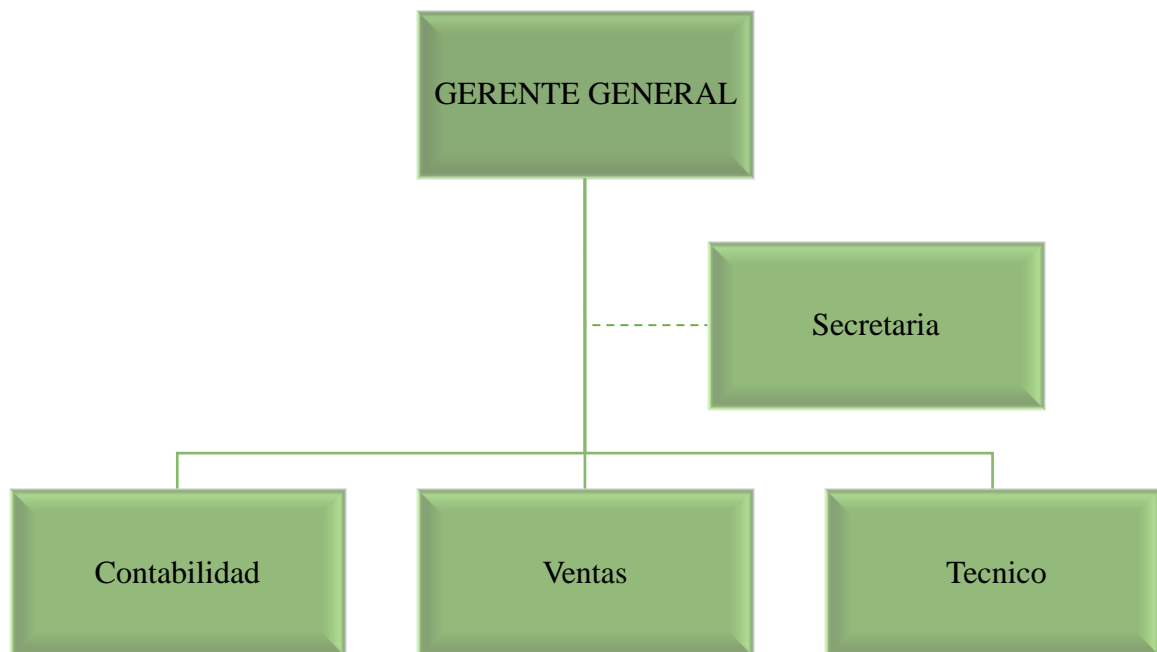 GERENTE GENERAL
Secretaria
Contabilidad
Ventas
Tecnico